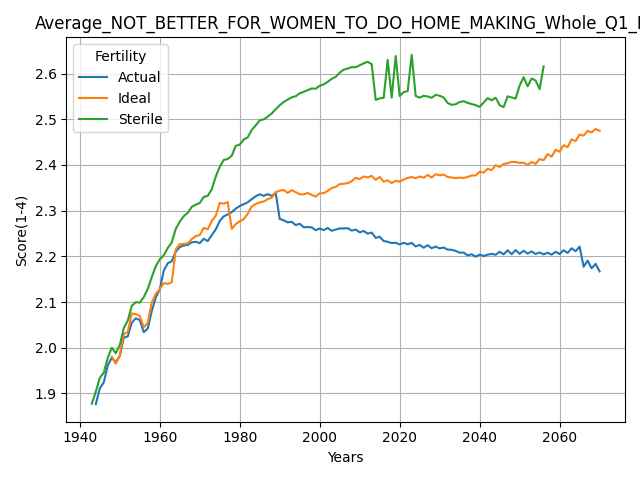 Average_NOT_BETTER_FOR_WOMEN_TO_DO_HOME_MAKING_Whole_Q1_
Fertility
Actual
Ideal
Sterile
Score(1-4)
2.6
2.5
2.4
2.3
2.2
2.1
2.0
1.9
1940 1960 1980 2000 2020 2040 2060
Years